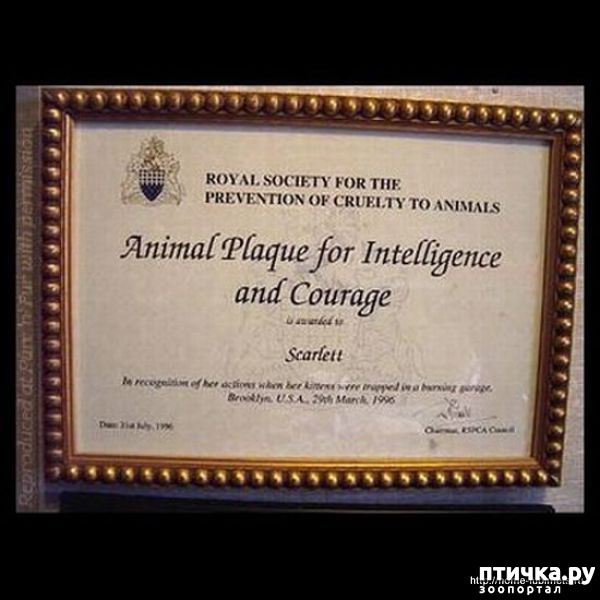 ROYAL SOCIETY FOR THE
PREVENTION OF CRUELTY TO ANIMALS
Animal Plaque for Intelligence
and Courage
is awarded to
Scarlett
In recognition of her actions when her kittens were trapped in a burning garage,
Brooklyn, U.S.A., 29th March, 1996
Date: 31st July, 1996
Chairman, RSPCA Council
Reproduced at Purr'n'Fur with permission
птичка.ру
зоопортал